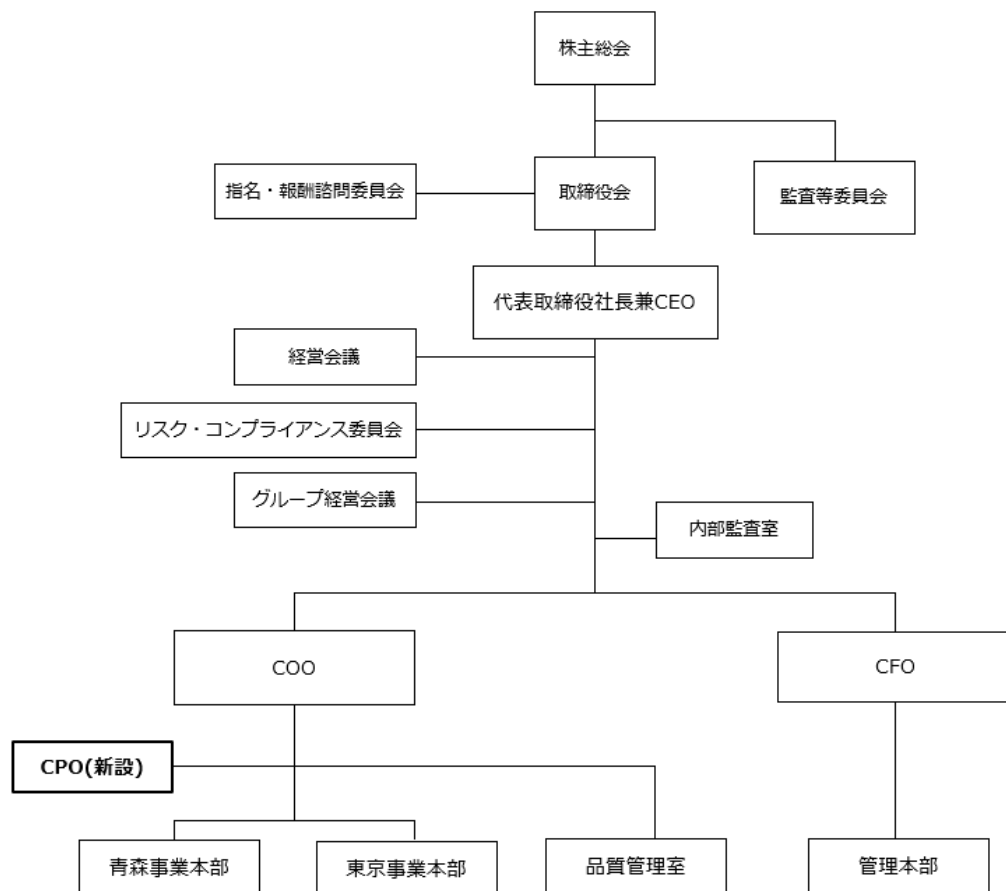 株主総会
指名・報酬諮問委員会
取締役会
監査等委員会
代表取締役社長兼CEO
経営会議
リスク・コンプライアンス委員会
グループ経営会議
内部監査室
COO
CFO
CPO(新設)
青森事業本部
東京事業本部
品質管理室
管理本部